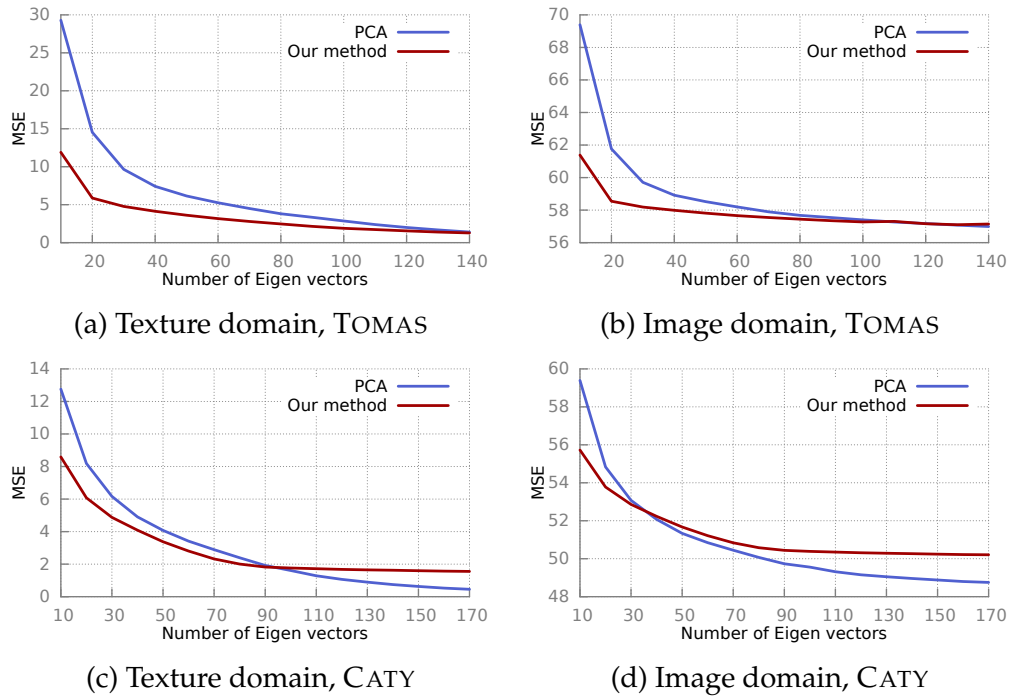 30
25
20
15
10
5
0
MSE
PCA
Our method
20 40 60 80 100 120 140
Number of Eigen vectors
(a) Texture domain, TOMAS
70
68
66
64
62
60
58
56
MSE
PCA
Our method
20 40 60 80 100 120 140
Number of Eigen vectors
(b) Image domain, TOMAS
14
12
10
8
6
4
2
0
MSE
PCA
Our method
10 30 50 70 90 110 130 150 170
Number of Eigen vectors
(c) Texture domain, CATY
60
58
56
54
52
50
48
MSE
PCA
Our method
10 30 50 70 90 110 130 150 170
Number of Eigen vectors
(d) Image domain, CATY